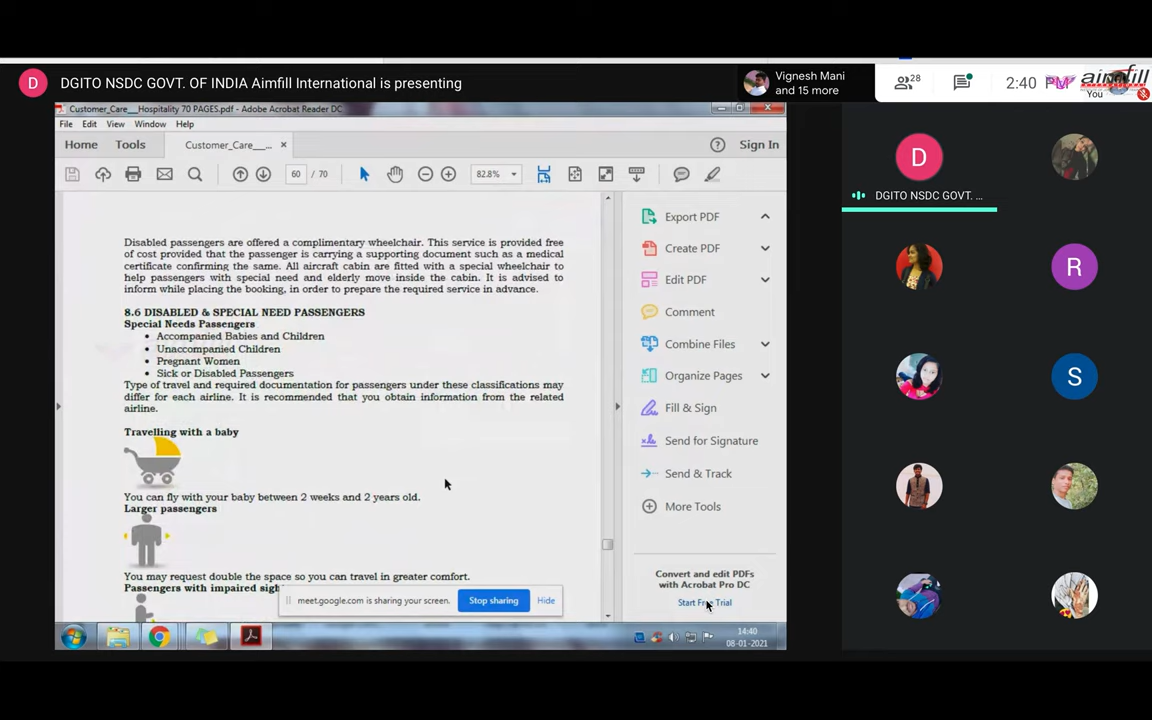 DGITO NSDC GOVT. OF INDIA Aimfill International is presenting
Vignesh Mani
and 15 more
28
2:40 PM
aimfill
You
Customer_Care___Hospitality 70 PAGES.pdf - Adobe Acrobat Reader DC
File Edit View Window Help
Home Tools Customer_Care___... × Sign In
60 / 70 82.8%
Disabled passengers are offered a complimentary wheelchair. This service is provided free
of cost provided that the passenger is carrying a supporting document such as a medical
certificate confirming the same. All aircraft cabin are fitted with a special wheelchair to
help passengers with special need and elderly move inside the cabin. It is advised to
inform while placing the booking, in order to prepare the required service in advance.
8.6 DISABLED & SPECIAL NEED PASSENGERS
Special Needs Passengers
• Accompanied Babies and Children
• Unaccompanied Children
• Pregnant Women
• Sick or Disabled Passengers
Type of travel and required documentation for passengers under these classifications may
differ for each airline. It is recommended that you obtain information from the related
airline.
Travelling with a baby
You can fly with your baby between 2 weeks and 2 years old.
Larger passengers
You may request double the space so you can travel in greater comfort.
Passengers with impaired sigh
meet.google.com is sharing your screen. Stop sharing Hide
Export PDF
Create PDF
Edit PDF
Comment
Combine Files
Organize Pages
Fill & Sign
Send for Signature
Send & Track
More Tools
Convert and edit PDFs
with Acrobat Pro DC
Start Free Trial
14:40
08-01-2021
D
D
DGITO NSDC GOVT. ...
R
S